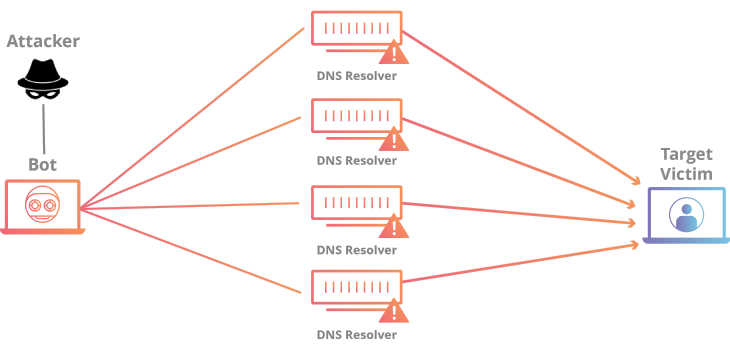 Attacker
Bot
DNS Resolver
DNS Resolver
DNS Resolver
DNS Resolver
Target
Victim